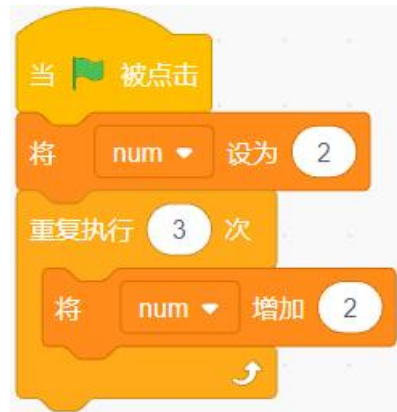 当 被点击
将 num 设为 2
重复执行 3 次
将 num 增加 2